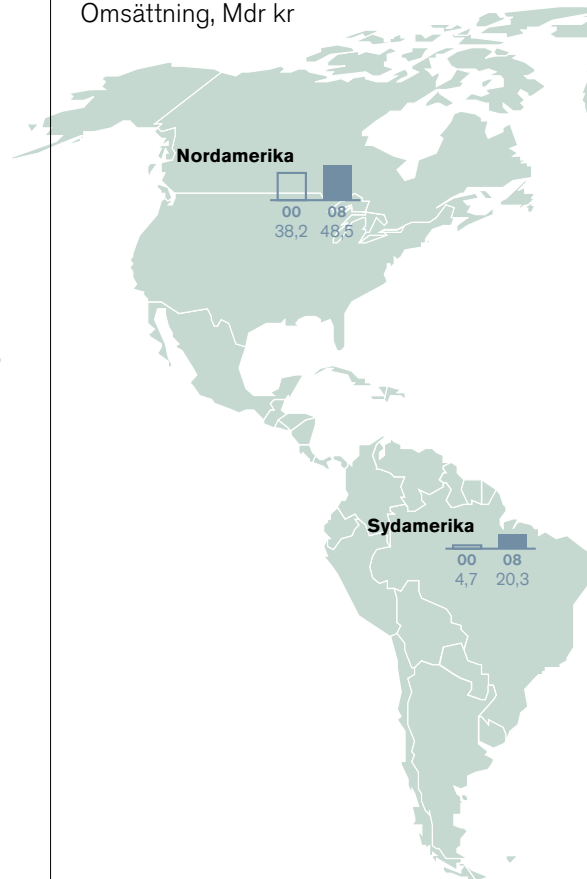 Omsättning, Mdr kr
Nordamerika
00 08
38,2 48,5
Sydamerika
00 08
4,7 20,3